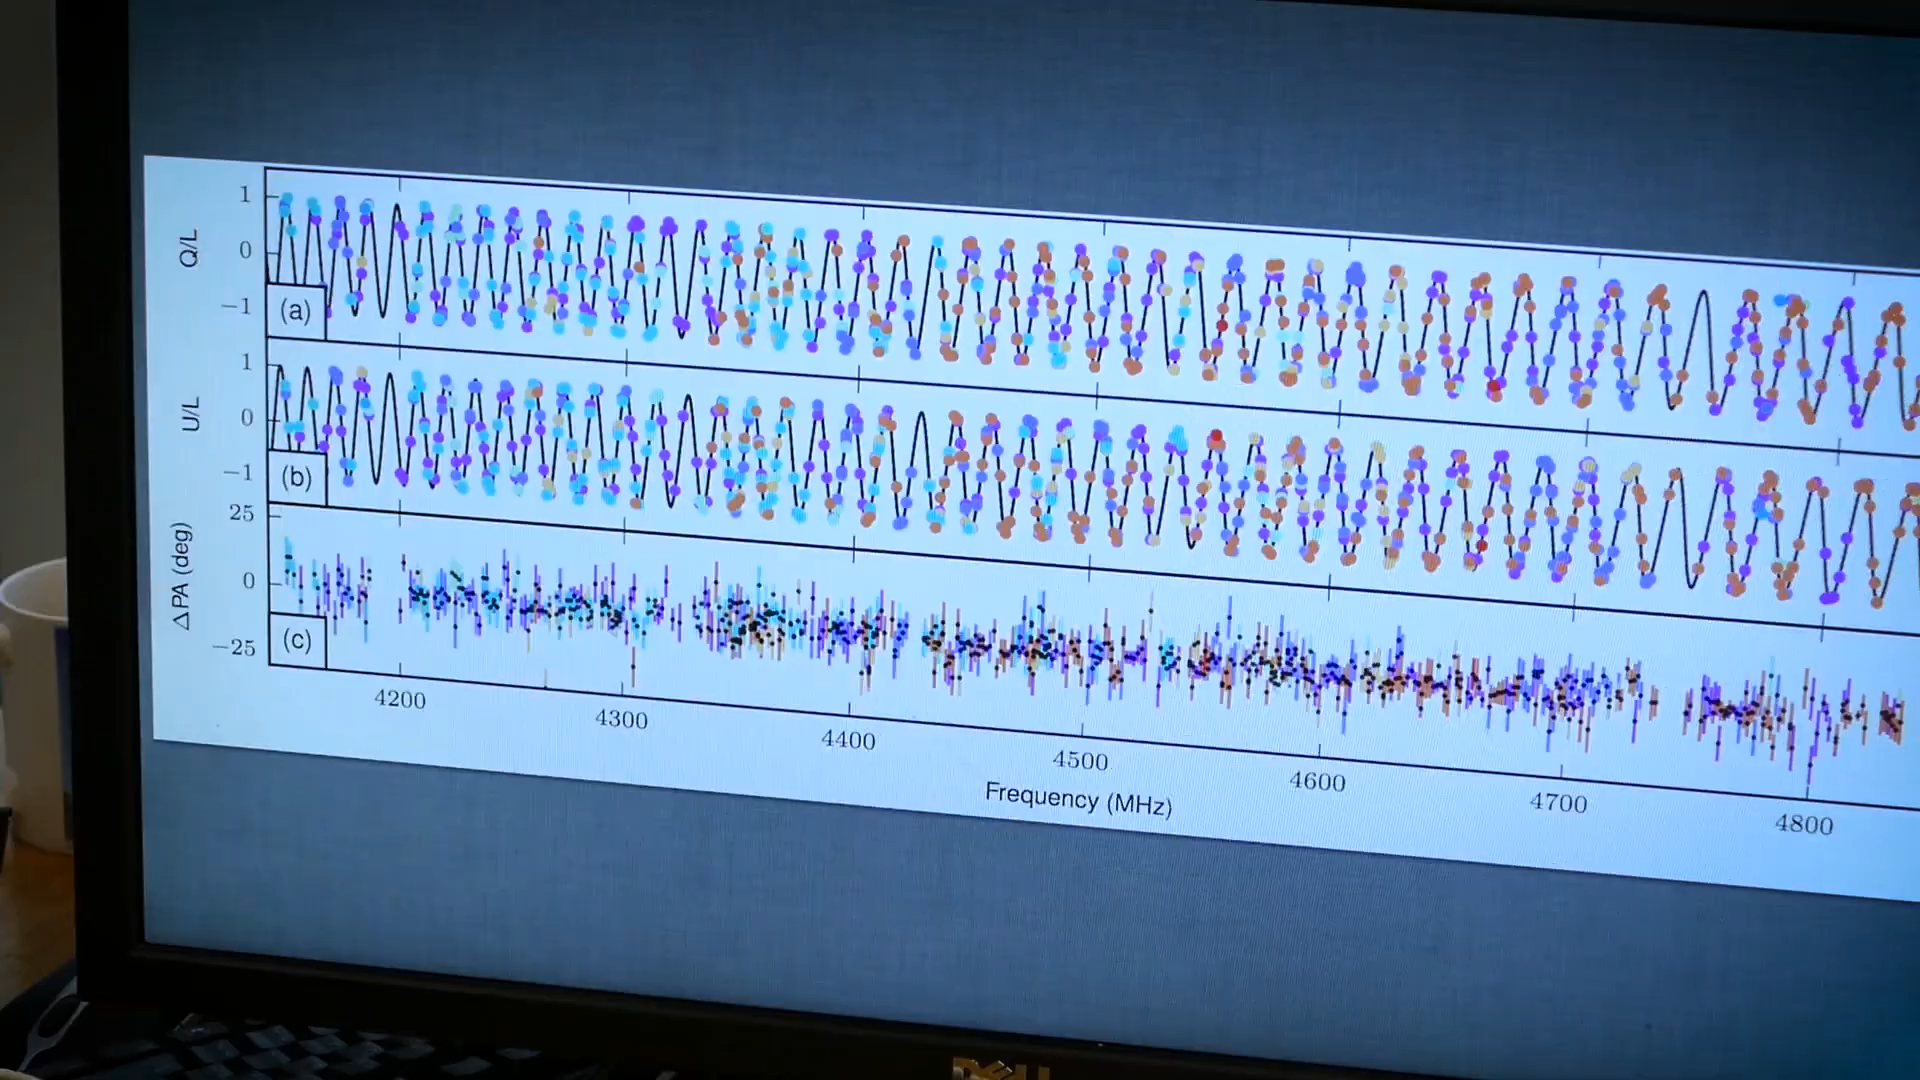 1
0
−1
Q/L
(a)
1
0
−1
U/L
(b)
25
0
−25
ΔPA (deg)
(c)
4200 4300 4400 4500 4600 4700 4800
Frequency (MHz)